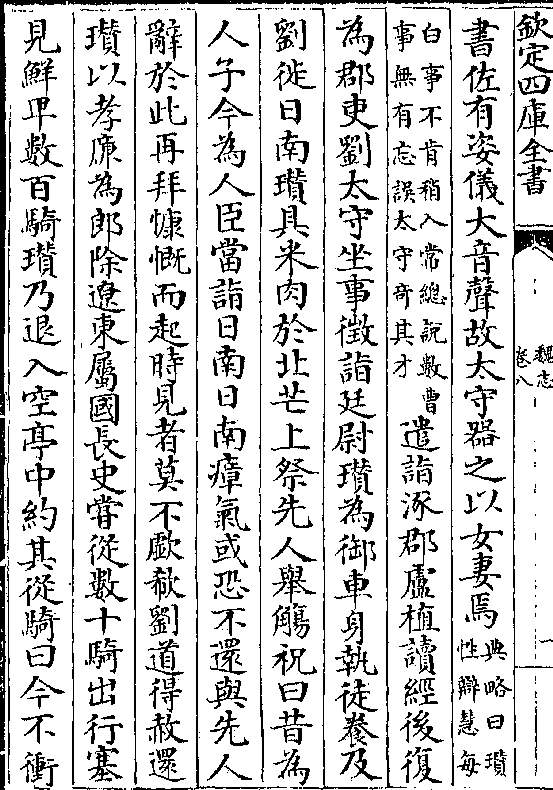 欽定四庫全書
魏志
卷八
一
書佐有姿儀大音聲故太守器之以女妻焉典略曰瓚
性辯慧每
白事不肯稍入常總說數曹
事無有忘誤太守奇其才遣詣涿郡盧植讀經後復
為郡吏劉太守坐事徵詣廷尉瓚為御車身執徒養及
劉徙日南瓚具米肉於北芒上祭先人舉觴祝曰昔為
人子今為人臣當詣日南日南瘴氣或恐不還與先人
辭於此再拜慷慨而起時見者莫不歔欷劉道得赦還
瓚以孝廉為郎除遼東屬國長史嘗從數十騎出行塞
見鮮卑數百騎瓚乃退入空亭中約其從騎曰今不衝